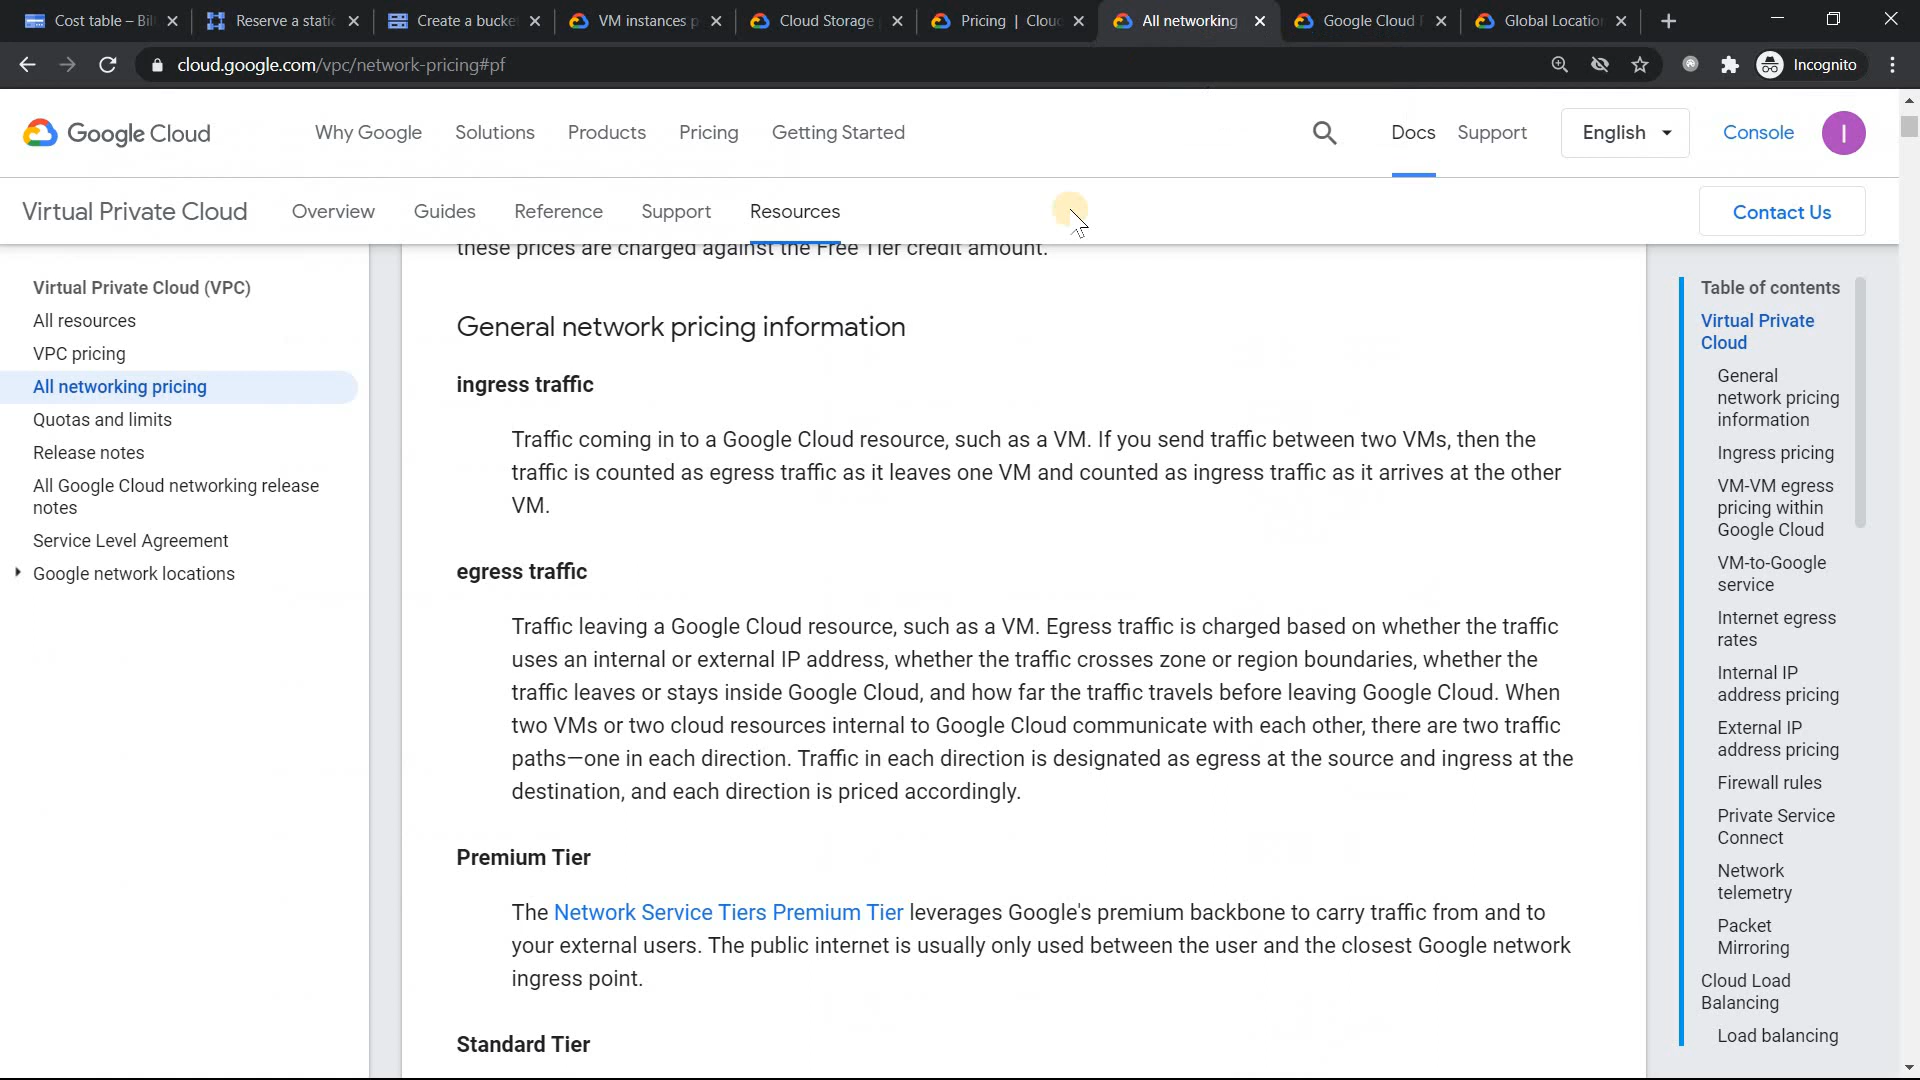 Cost table – Bil
Reserve a static
Create a bucket
VM instances p
Cloud Storage
Pricing | Clou
All networking
Google Cloud
Global Locatio
cloud.google.com/vpc/network-pricing#pf
Incognito
Google Cloud
Why Google
Solutions
Products
Pricing
Getting Started
Docs
Support
English
Console
I
Virtual Private Cloud
Overview
Guides
Reference
Support
Resources
Contact Us
Virtual Private Cloud (VPC)
All resources
VPC pricing
All networking pricing
Quotas and limits
Release notes
All Google Cloud networking release
notes
Service Level Agreement
Google network locations
these prices are charged against the Free Tier credit amount.
General network pricing information
ingress traffic
Traffic coming in to a Google Cloud resource, such as a VM. If you send traffic between two VMs, then the
traffic is counted as egress traffic as it leaves one VM and counted as ingress traffic as it arrives at the other
VM.
egress traffic
Traffic leaving a Google Cloud resource, such as a VM. Egress traffic is charged based on whether the traffic
uses an internal or external IP address, whether the traffic crosses zone or region boundaries, whether the
traffic leaves or stays inside Google Cloud, and how far the traffic travels before leaving Google Cloud. When
two VMs or two cloud resources internal to Google Cloud communicate with each other, there are two traffic
paths—one in each direction. Traffic in each direction is designated as egress at the source and ingress at the
destination, and each direction is priced accordingly.
Premium Tier
The Network Service Tiers Premium Tier leverages Google's premium backbone to carry traffic from and to
your external users. The public internet is usually only used between the user and the closest Google network
ingress point.
Standard Tier
Table of contents
Virtual Private
Cloud
General
network pricing
information
Ingress pricing
VM-VM egress
pricing within
Google Cloud
VM-to-Google
service
Internet egress
rates
Internal IP
address pricing
External IP
address pricing
Firewall rules
Private Service
Connect
Network
telemetry
Packet
Mirroring
Cloud Load
Balancing
Load balancing